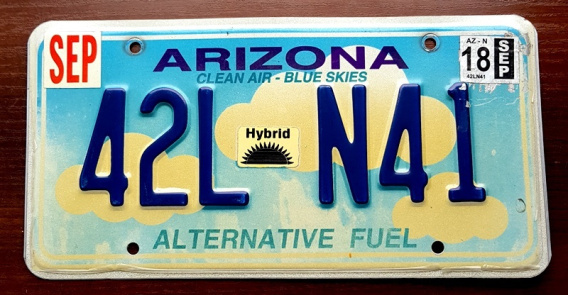 SEP
ARIZONA
CLEAN AIR - BLUE SKIES
AZ - N
18 SEP
42LN41
42L N41
Hybrid
ALTERNATIVE FUEL